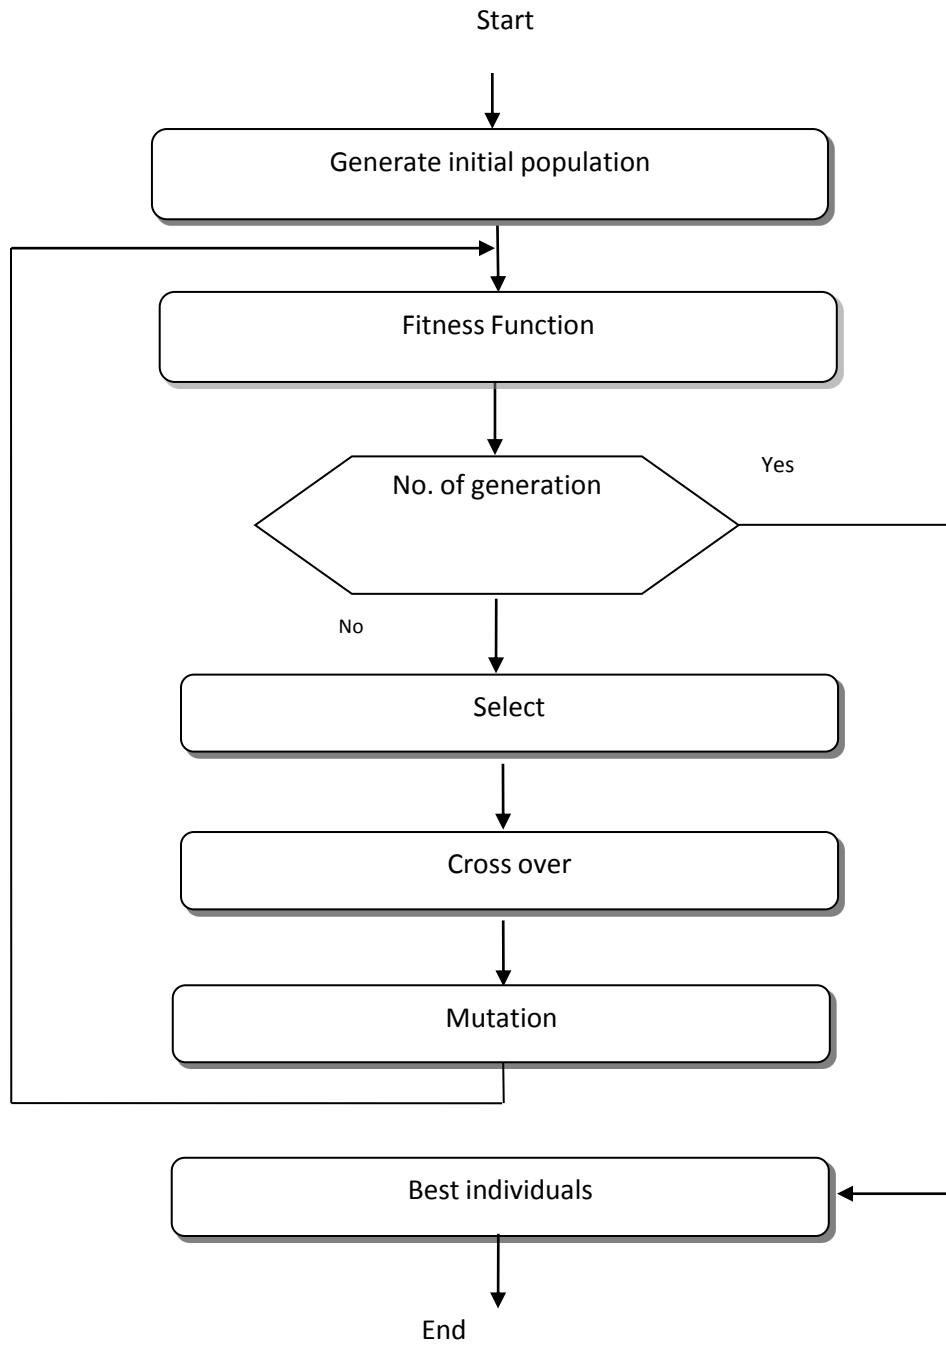 Start
Generate initial population
Fitness Function
No. of generation
Yes
No
Select
Cross over
Mutation
Best individuals
End